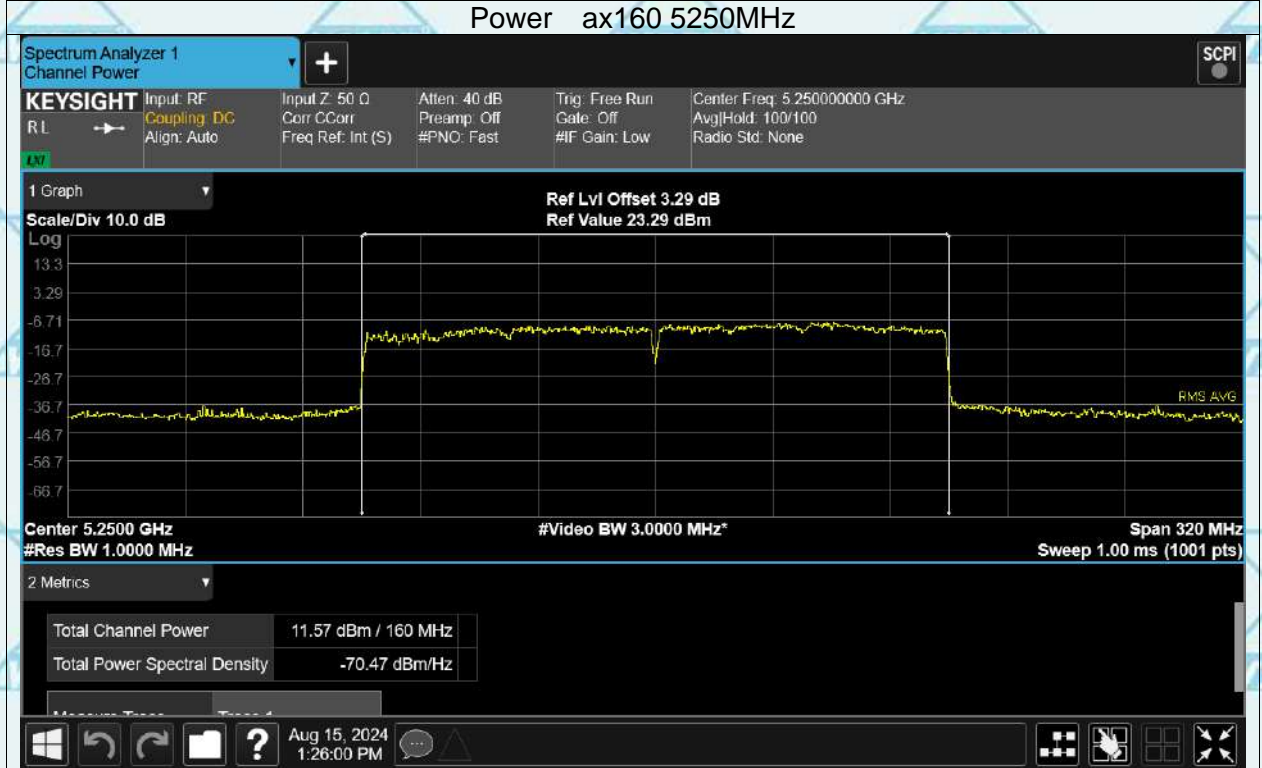 Power ax160 5250MHz
Spectrum Analyzer 1
Channel Power
SCPI
KEYSIGHT
RL
LXI
Input: RF
Coupling: DC
Align: Auto
Input Z: 50 Ω
Corr CCorr
Freq Ref: Int (S)
Atten: 40 dB
Preamp: Off
#PNO: Fast
Trig: Free Run
Gate: Off
#IF Gain: Low
Center Freq: 5.250000000 GHz
Avg|Hold: 100/100
Radio Std: None
1 Graph
Scale/Div 10.0 dB
Ref Lvl Offset 3.29 dB
Ref Value 23.29 dBm
Log
13.3
3.29
-6.71
-16.7
-26.7
-36.7
-46.7
-56.7
-66.7
RMS AVG
Center 5.2500 GHz
#Res BW 1.0000 MHz
#Video BW 3.0000 MHz*
Span 320 MHz
Sweep 1.00 ms (1001 pts)
2 Metrics
Total Channel Power 11.57 dBm / 160 MHz
Total Power Spectral Density -70.47 dBm/Hz
Measure Trace Trace 1
?
Aug 15, 2024
1:26:00 PM